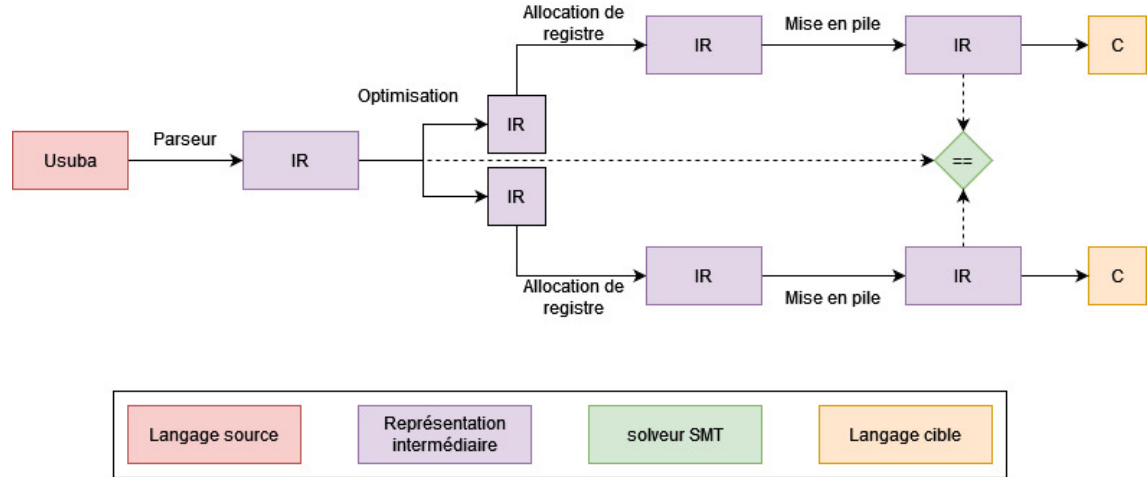 Allocation de
registre
IR
Mise en pile
IR
C
Optimisation
IR
Usuba
Parseur
IR
==
IR
Allocation de
registre
IR
Mise en pile
IR
C
Langage source
Représentation
intermédiaire
solveur SMT
Langage cible